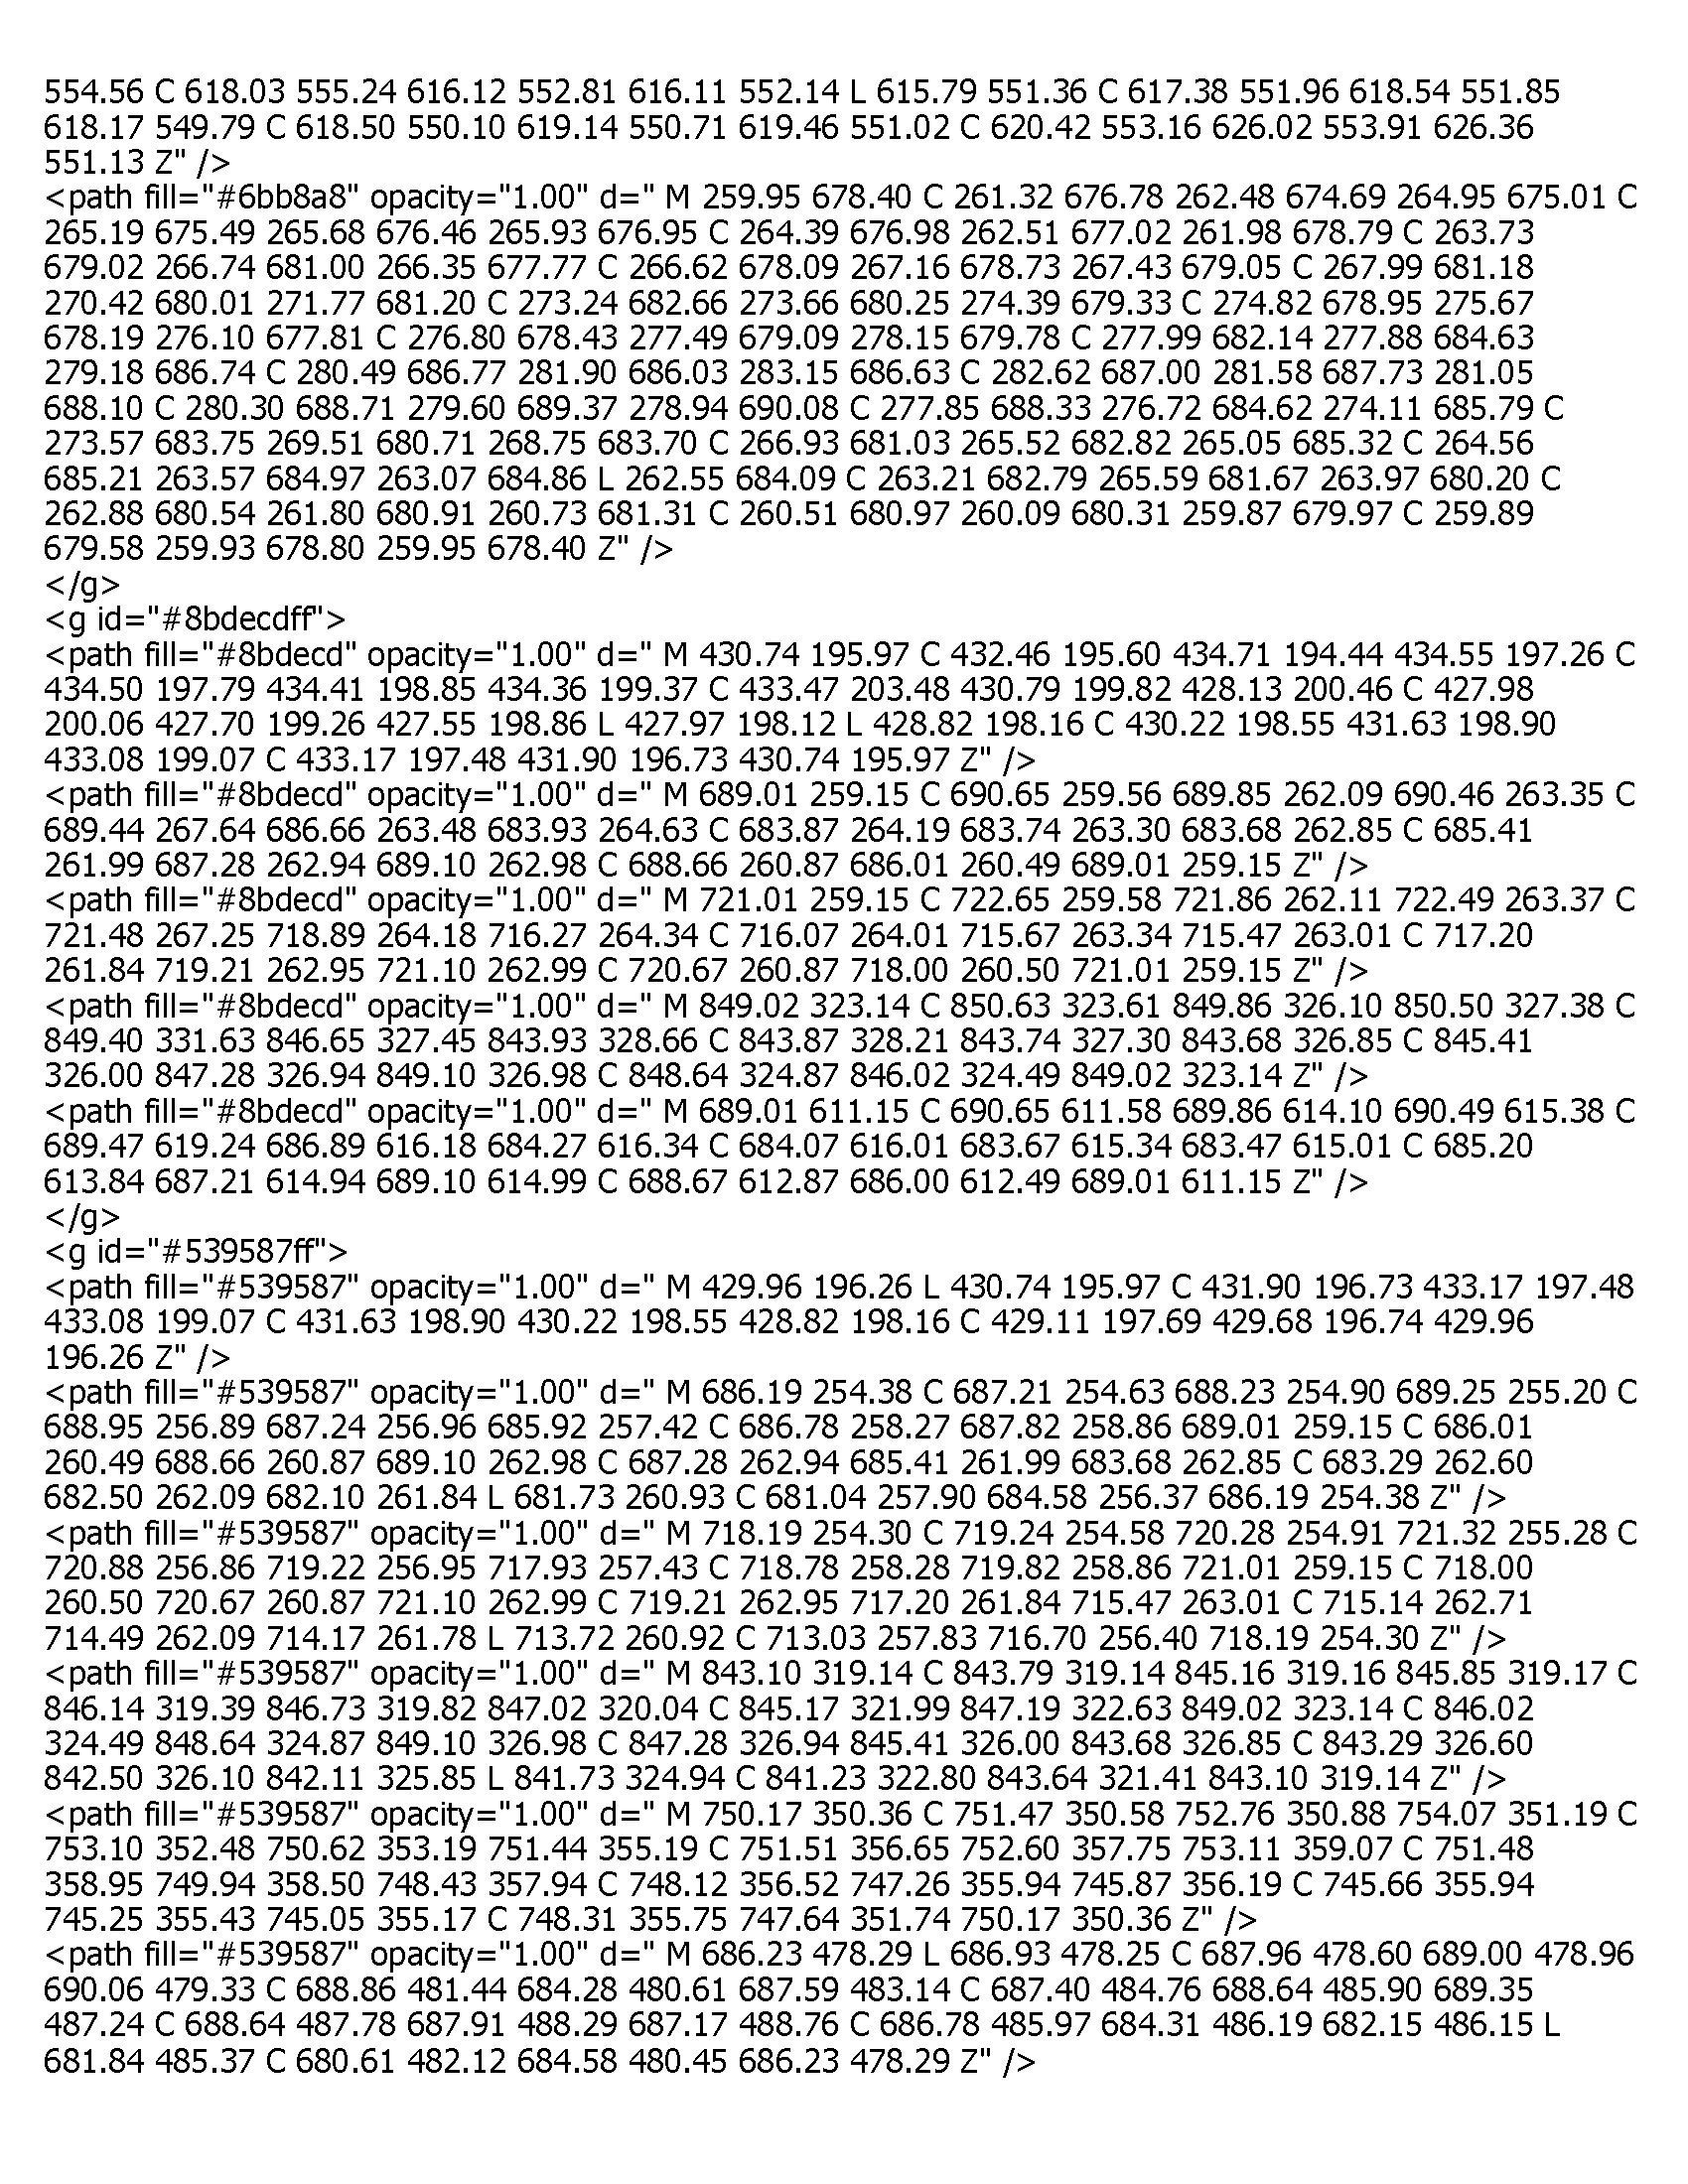 554.56 C 618.03 555.24 616.12 552.81 616.11 552.14 L 615.79 551.36 C 617.38 551.96 618.54 551.85
618.17 549.79 C 618.50 550.10 619.14 550.71 619.46 551.02 C 620.42 553.16 626.02 553.91 626.36
551.13 Z" />
<path fill="#6bb8a8" opacity="1.00" d=" M 259.95 678.40 C 261.32 676.78 262.48 674.69 264.95 675.01 C
265.19 675.49 265.68 676.46 265.93 676.95 C 264.39 676.98 262.51 677.02 261.98 678.79 C 263.73
679.02 266.74 681.00 266.35 677.77 C 266.62 678.09 267.16 678.73 267.43 679.05 C 267.99 681.18
270.42 680.01 271.77 681.20 C 273.24 682.66 273.66 680.25 274.39 679.33 C 274.82 678.95 275.67
678.19 276.10 677.81 C 276.80 678.43 277.49 679.09 278.15 679.78 C 277.99 682.14 277.88 684.63
279.18 686.74 C 280.49 686.77 281.90 686.03 283.15 686.63 C 282.62 687.00 281.58 687.73 281.05
688.10 C 280.30 688.71 279.60 689.37 278.94 690.08 C 277.85 688.33 276.72 684.62 274.11 685.79 C
273.57 683.75 269.51 680.71 268.75 683.70 C 266.93 681.03 265.52 682.82 265.05 685.32 C 264.56
685.21 263.57 684.97 263.07 684.86 L 262.55 684.09 C 263.21 682.79 265.59 681.67 263.97 680.20 C
262.88 680.54 261.80 680.91 260.73 681.31 C 260.51 680.97 260.09 680.31 259.87 679.97 C 259.89
679.58 259.93 678.80 259.95 678.40 Z" />
</g>
<g id="#8bdecdff">
<path fill="#8bdecd" opacity="1.00" d=" M 430.74 195.97 C 432.46 195.60 434.71 194.44 434.55 197.26 C
434.50 197.79 434.41 198.85 434.36 199.37 C 433.47 203.48 430.79 199.82 428.13 200.46 C 427.98
200.06 427.70 199.26 427.55 198.86 L 427.97 198.12 L 428.82 198.16 C 430.22 198.55 431.63 198.90
433.08 199.07 C 433.17 197.48 431.90 196.73 430.74 195.97 Z" />
<path fill="#8bdecd" opacity="1.00" d=" M 689.01 259.15 C 690.65 259.56 689.85 262.09 690.46 263.35 C
689.44 267.64 686.66 263.48 683.93 264.63 C 683.87 264.19 683.74 263.30 683.68 262.85 C 685.41
261.99 687.28 262.94 689.10 262.98 C 688.66 260.87 686.01 260.49 689.01 259.15 Z" />
<path fill="#8bdecd" opacity="1.00" d=" M 721.01 259.15 C 722.65 259.58 721.86 262.11 722.49 263.37 C
721.48 267.25 718.89 264.18 716.27 264.34 C 716.07 264.01 715.67 263.34 715.47 263.01 C 717.20
261.84 719.21 262.95 721.10 262.99 C 720.67 260.87 718.00 260.50 721.01 259.15 Z" />
<path fill="#8bdecd" opacity="1.00" d=" M 849.02 323.14 C 850.63 323.61 849.86 326.10 850.50 327.38 C
849.40 331.63 846.65 327.45 843.93 328.66 C 843.87 328.21 843.74 327.30 843.68 326.85 C 845.41
326.00 847.28 326.94 849.10 326.98 C 848.64 324.87 846.02 324.49 849.02 323.14 Z" />
<path fill="#8bdecd" opacity="1.00" d=" M 689.01 611.15 C 690.65 611.58 689.86 614.10 690.49 615.38 C
689.47 619.24 686.89 616.18 684.27 616.34 C 684.07 616.01 683.67 615.34 683.47 615.01 C 685.20
613.84 687.21 614.94 689.10 614.99 C 688.67 612.87 686.00 612.49 689.01 611.15 Z" />
</g>
<g id="#539587ff">
<path fill="#539587" opacity="1.00" d=" M 429.96 196.26 L 430.74 195.97 C 431.90 196.73 433.17 197.48
433.08 199.07 C 431.63 198.90 430.22 198.55 428.82 198.16 C 429.11 197.69 429.68 196.74 429.96
196.26 Z" />
<path fill="#539587" opacity="1.00" d=" M 686.19 254.38 C 687.21 254.63 688.23 254.90 689.25 255.20 C
688.95 256.89 687.24 256.96 685.92 257.42 C 686.78 258.27 687.82 258.86 689.01 259.15 C 686.01
260.49 688.66 260.87 689.10 262.98 C 687.28 262.94 685.41 261.99 683.68 262.85 C 683.29 262.60
682.50 262.09 682.10 261.84 L 681.73 260.93 C 681.04 257.90 684.58 256.37 686.19 254.38 Z" />
<path fill="#539587" opacity="1.00" d=" M 718.19 254.30 C 719.24 254.58 720.28 254.91 721.32 255.28 C
720.88 256.86 719.22 256.95 717.93 257.43 C 718.78 258.28 719.82 258.86 721.01 259.15 C 718.00
260.50 720.67 260.87 721.10 262.99 C 719.21 262.95 717.20 261.84 715.47 263.01 C 715.14 262.71
714.49 262.09 714.17 261.78 L 713.72 260.92 C 713.03 257.83 716.70 256.40 718.19 254.30 Z" />
<path fill="#539587" opacity="1.00" d=" M 843.10 319.14 C 843.79 319.14 845.16 319.16 845.85 319.17 C
846.14 319.39 846.73 319.82 847.02 320.04 C 845.17 321.99 847.19 322.63 849.02 323.14 C 846.02
324.49 848.64 324.87 849.10 326.98 C 847.28 326.94 845.41 326.00 843.68 326.85 C 843.29 326.60
842.50 326.10 842.11 325.85 L 841.73 324.94 C 841.23 322.80 843.64 321.41 843.10 319.14 Z" />
<path fill="#539587" opacity="1.00" d=" M 750.17 350.36 C 751.47 350.58 752.76 350.88 754.07 351.19 C
753.10 352.48 750.62 353.19 751.44 355.19 C 751.51 356.65 752.60 357.75 753.11 359.07 C 751.48
358.95 749.94 358.50 748.43 357.94 C 748.12 356.52 747.26 355.94 745.87 356.19 C 745.66 355.94
745.25 355.43 745.05 355.17 C 748.31 355.75 747.64 351.74 750.17 350.36 Z" />
<path fill="#539587" opacity="1.00" d=" M 686.23 478.29 L 686.93 478.25 C 687.96 478.60 689.00 478.96
690.06 479.33 C 688.86 481.44 684.28 480.61 687.59 483.14 C 687.40 484.76 688.64 485.90 689.35
487.24 C 688.64 487.78 687.91 488.29 687.17 488.76 C 686.78 485.97 684.31 486.19 682.15 486.15 L
681.84 485.37 C 680.61 482.12 684.58 480.45 686.23 478.29 Z" />